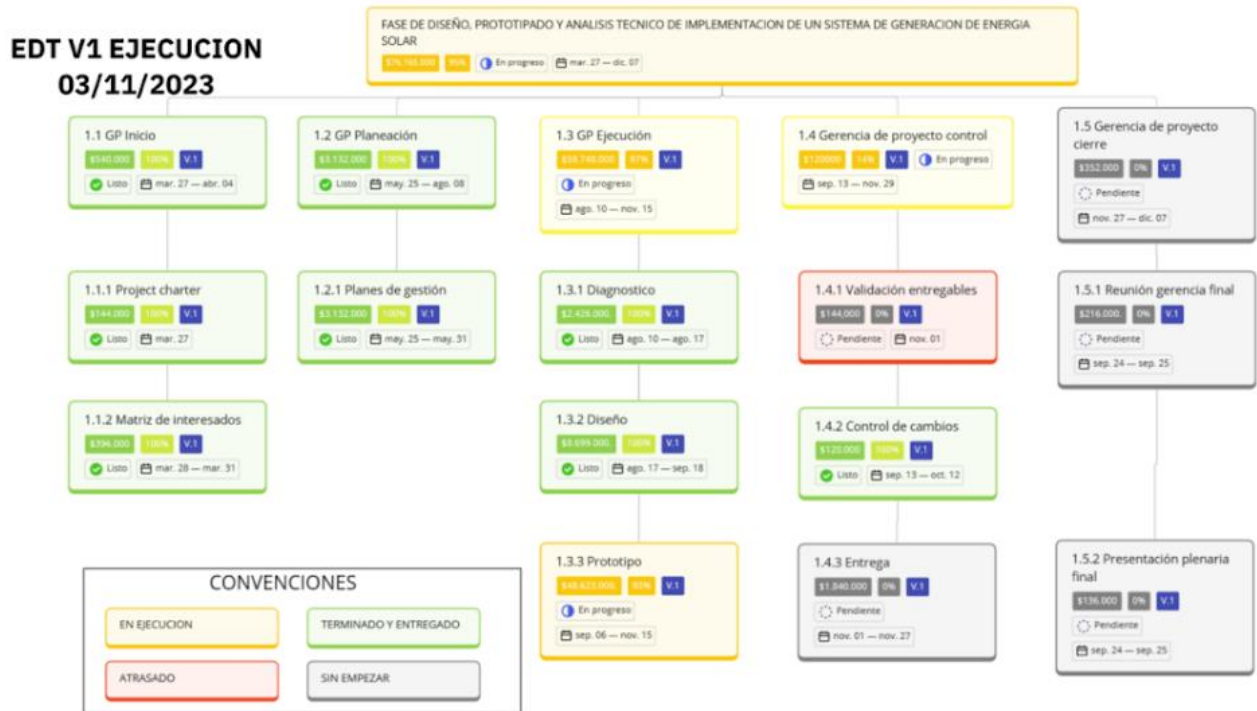 EDT V1 EJECUCION
03/11/2023
FASE DE DISEÑO, PROTOTIPADO Y ANALISIS TECNICO DE IMPLEMENTACION DE UN SISTEMA DE GENERACION DE ENERGIA
SOLAR
95% En progreso mar. 27 — dic. 07
1.1 GP Inicio
$540.000 100% V.1
Listo mar. 27 — abr. 04
1.2 GP Planeación
$3.132.000 100% V.1
Listo may. 25 — ago. 08
1.3 GP Ejecución
97% V.1
En progreso
ago. 10 — nov. 15
1.4 Gerencia de proyecto control
$120000 14% V.1 En progreso
sep. 13 — nov. 29
1.5 Gerencia de proyecto
cierre
$352.000 0% V.1
Pendiente
nov. 27 — dic. 07
1.1.1 Project charter
$144.000 100% V.1
Listo mar. 27
1.2.1 Planes de gestión
$3.132.000 100% V.1
Listo may. 25 — may. 31
1.3.1 Diagnostico
$2.426.000 100% V.1
Listo ago. 10 — ago. 17
1.4.1 Validación entregables
$144,000 0% V.1
Pendiente nov. 01
1.5.1 Reunión gerencia final
$216.000. 0% V.1
Pendiente
sep. 24 — sep. 25
1.1.2 Matriz de interesados
$396.000 100% V.1
Listo mar. 28 — mar. 31
1.3.2 Diseño
100% V.1
Listo ago. 17 — sep. 18
1.4.2 Control de cambios
$120.000 100% V.1
Listo sep. 13 — oct. 12
1.3.3 Prototipo
V.1
En progreso
sep. 06 — nov. 15
1.4.3 Entrega
$1.840.000 0% V.1
Pendiente
nov. 01 — nov. 27
1.5.2 Presentación plenaria
final
$136.000 0% V.1
Pendiente
sep. 24 — sep. 25
CONVENCIONES
EN EJECUCION
TERMINADO Y ENTREGADO
ATRASADO
SIN EMPEZAR